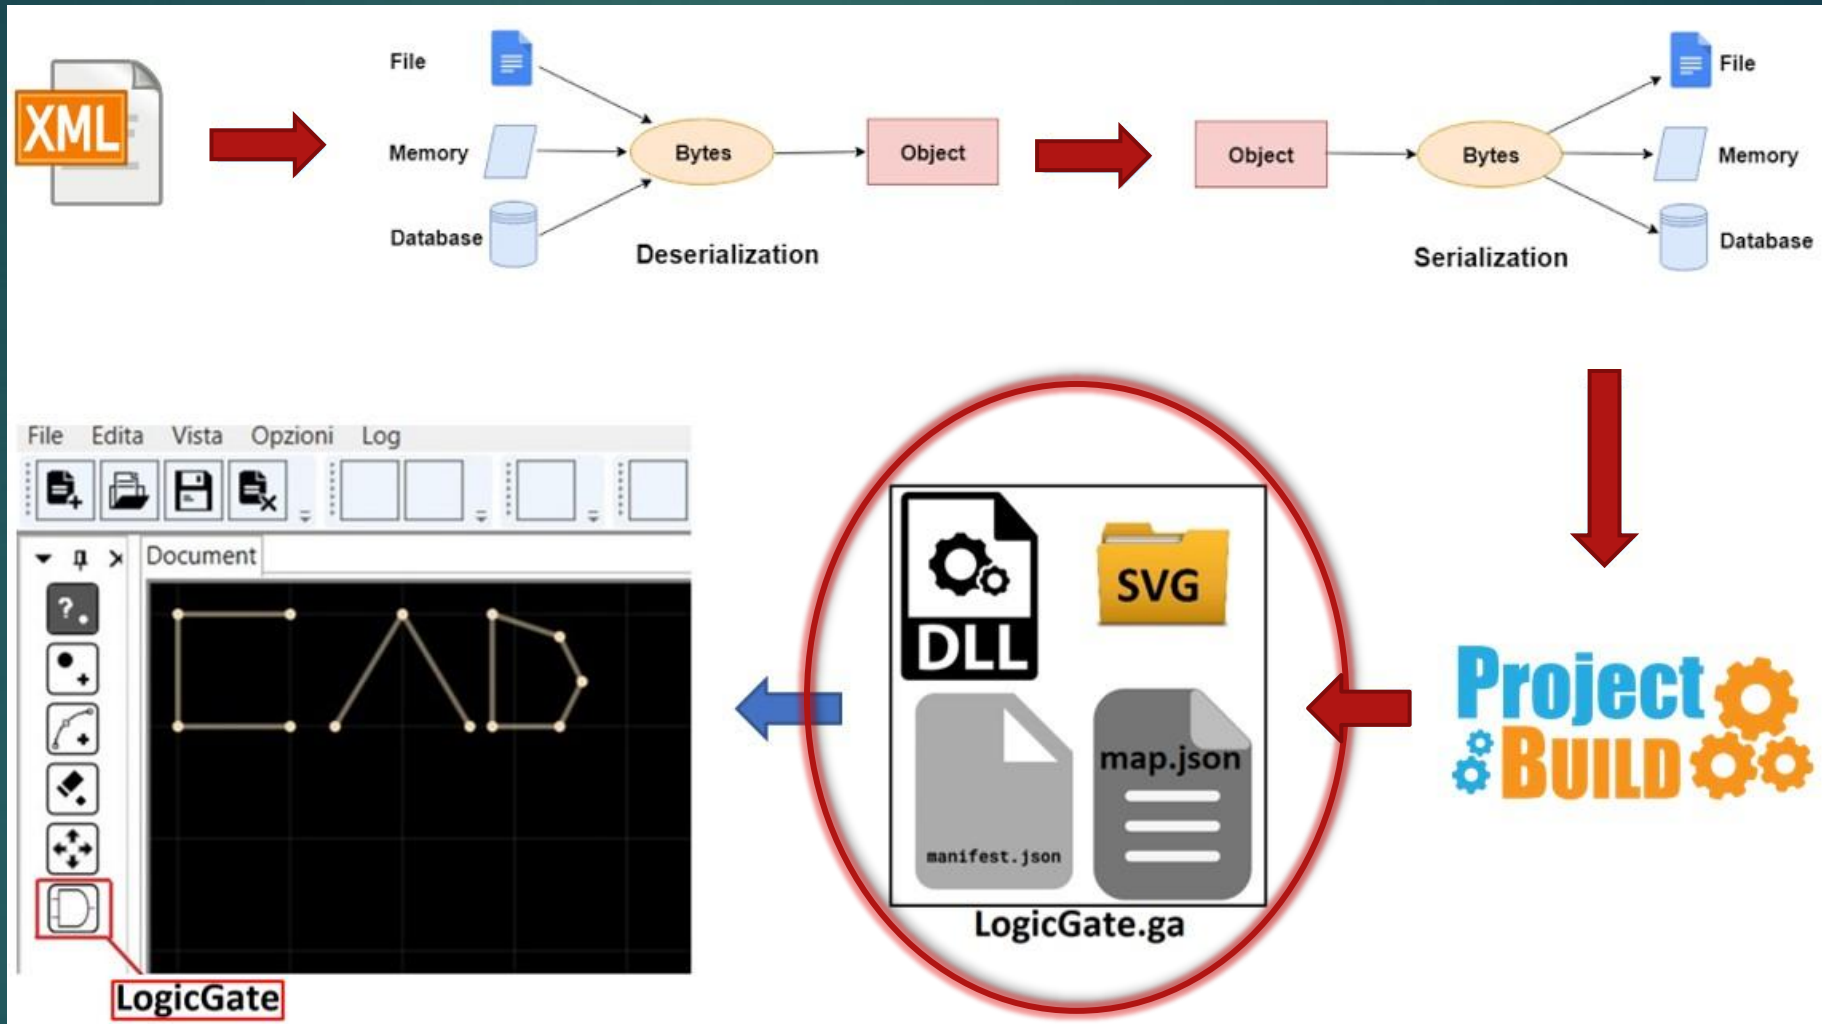 XML
File
Memory
Database
Bytes
Object
Deserialization
Object
Bytes
File
Memory
Database
Serialization
File Edita Vista Opzioni Log
Document
?
LogicGate
DLL
SVG
manifest.json
map.json
LogicGate.ga
Project
BUILD